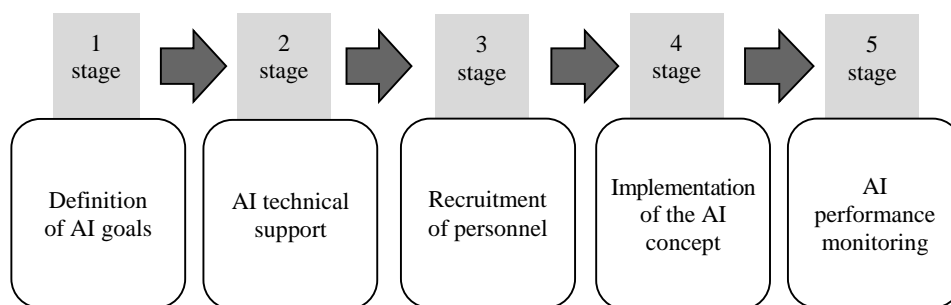 1
stage
2
stage
3
stage
4
stage
5
stage
Definition
of AI goals
AI technical
support
Recruitment
of personnel
Implementation
of the AI
concept
AI
performance
monitoring